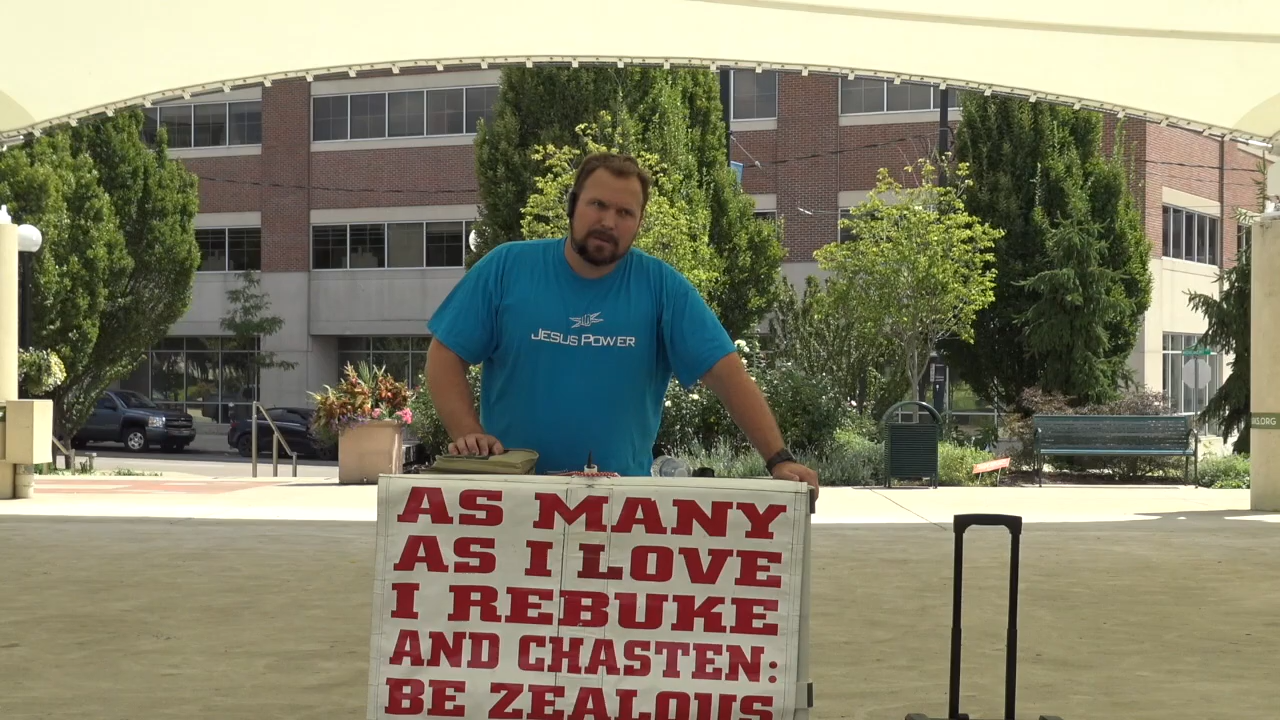 JESUS POWER
AS MANY
AS I LOVE
I REBUKE
AND CHASTEN:
BE ZEALOUS